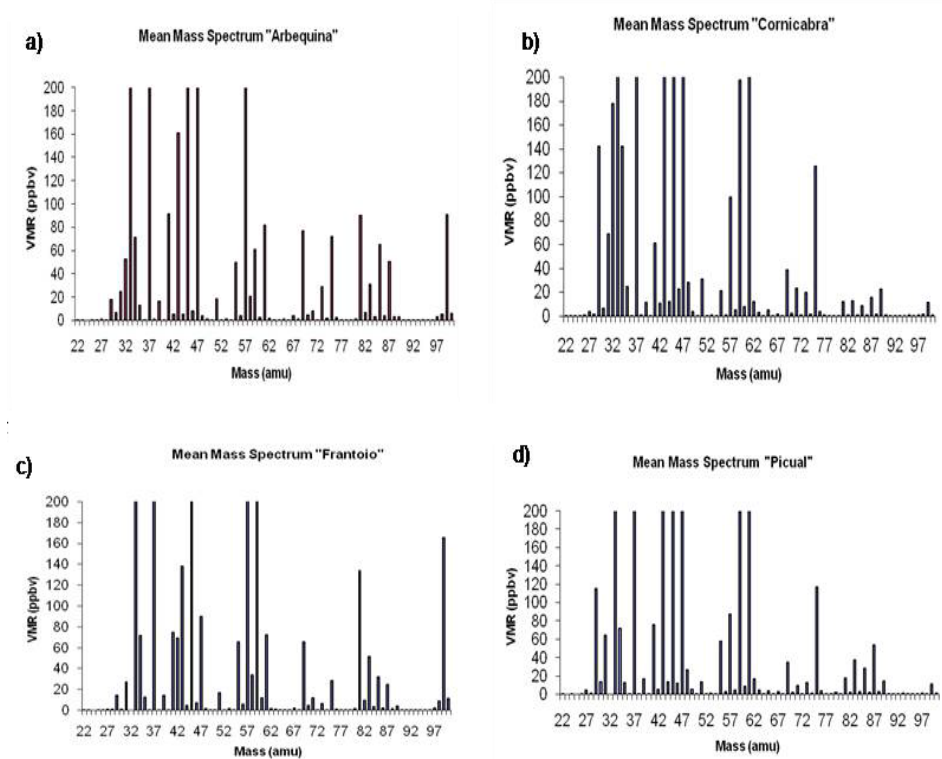 a)
Mean Mass Spectrum "Arbequina"
200
180
160
140
120
100
80
60
40
20
0
VMR (ppbv)
22 27 32 37 42 47 52 57 62 67 72 77 82 87 92 97
Mass (amu)
b)
Mean Mass Spectrum "Cornicabra"
200
180
160
140
120
100
80
60
40
20
0
VMR (ppbv)
22 27 32 37 42 47 52 57 62 67 72 77 82 87 92 97
Mass (amu)
c)
Mean Mass Spectrum "Frantoio"
200
180
160
140
120
100
80
60
40
20
0
VMR (ppbv)
22 27 32 37 42 47 52 57 62 67 72 77 82 87 92 97
Mass (amu)
d)
Mean Mass Spectrum "Picual"
200
180
160
140
120
100
80
60
40
20
0
VMR (ppbv)
22 27 32 37 42 47 52 57 62 67 72 77 82 87 92 97
Mass (amu)